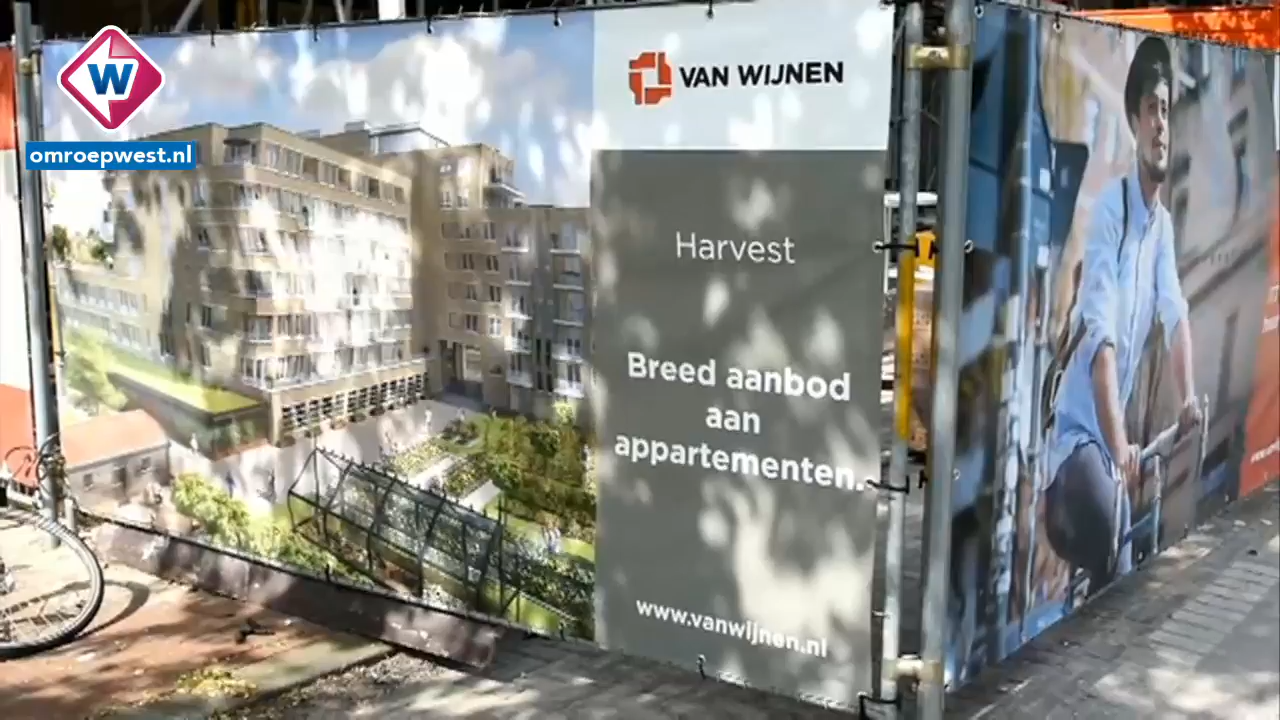 W
omroepwest.nl
VAN WIJNEN
Harvest
Breed aanbod
aan
appartementen.
www.vanwijnen.nl